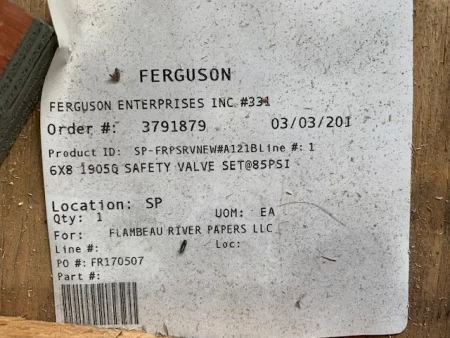 FERGUSON
FERGUSON ENTERPRISES INC #331
Order #: 3791879 03/03/201
Product ID: SP-FRPSRVNEW#A121BLine #: 1
6X8 1905Q SAFETY VALVE SET@85PSI
Location: SP
Qty: 1 UOM: EA
For: FLAMBEAU RIVER PAPERS LLC
Line #: Loc:
PO #: FR170507
Part #: